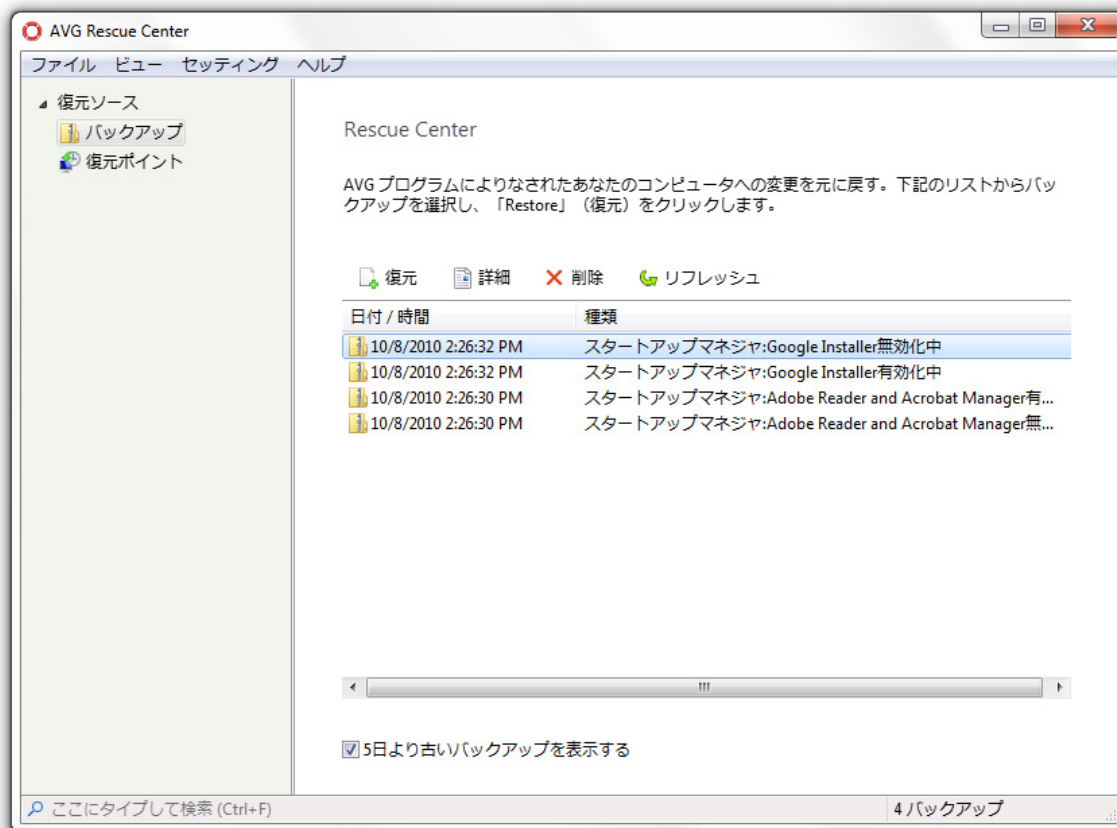 AVG Rescue Center
ファイル ビュー セッティング ヘルプ
復元ソース
バックアップ
復元ポイント
Rescue Center
AVG プログラムによりなされたあなたのコンピュータへの変更を元に戻す。下記のリストからバッ
クアップを選択し、「Restore」（復元）をクリックします。
復元 詳細 削除 リフレッシュ
日付 / 時間 種類
10/8/2010 2:26:32 PM スタートアップマネジャ:Google Installer無効化中
10/8/2010 2:26:32 PM スタートアップマネジャ:Google Installer有効化中
10/8/2010 2:26:30 PM スタートアップマネジャ:Adobe Reader and Acrobat Manager有...
10/8/2010 2:26:30 PM スタートアップマネジャ:Adobe Reader and Acrobat Manager無...
5日より古いバックアップを表示する
ここにタイプして検索 (Ctrl+F) 4 バックアップ